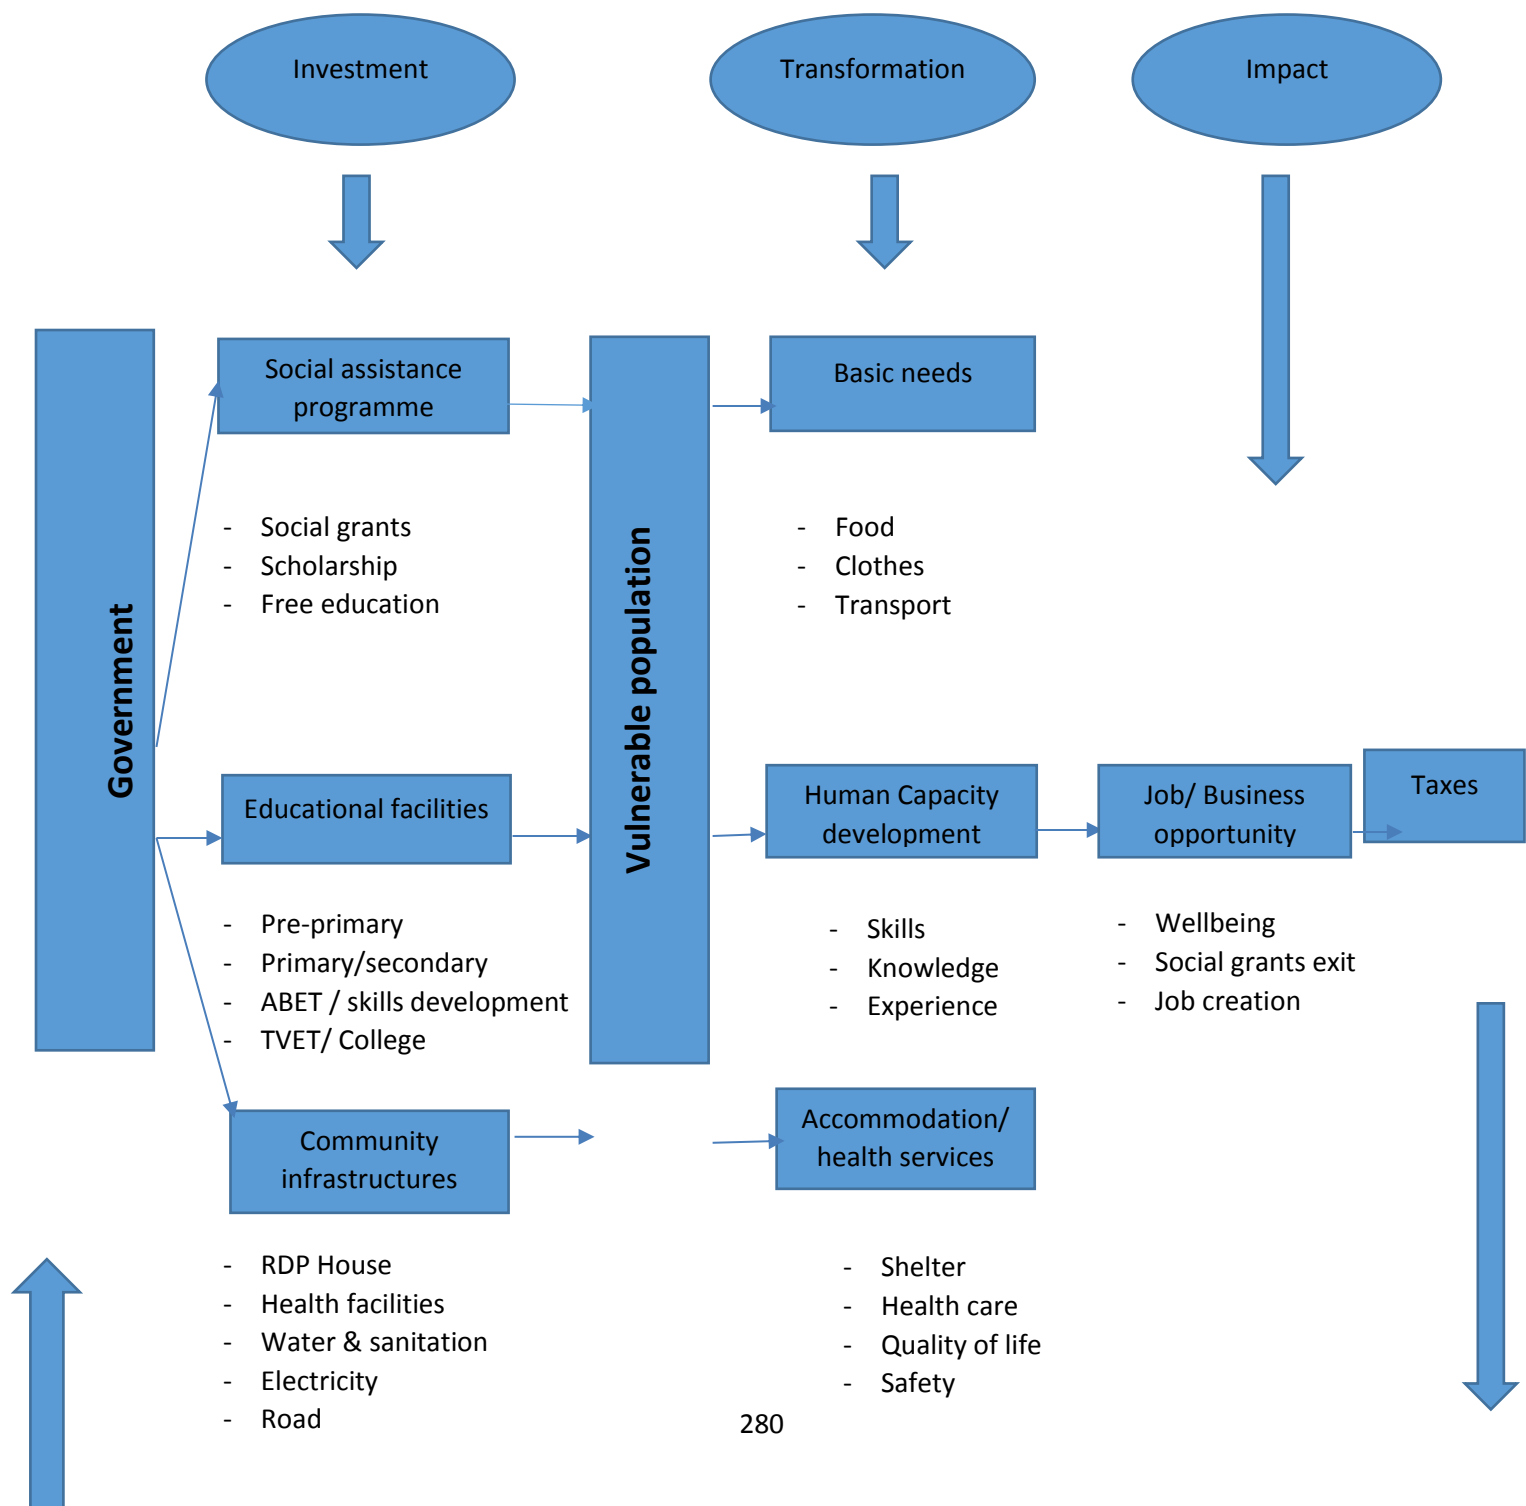 Investment
Transformation
Impact
Government
Social assistance
programme
- Social grants
- Scholarship
- Free education
Educational facilities
- Pre-primary
- Primary/secondary
- ABET / skills development
- TVET/ College
Community
infrastructures
- RDP House
- Health facilities
- Water & sanitation
- Electricity
- Road
Vulnerable population
Basic needs
- Food
- Clothes
- Transport
Human Capacity
development
- Skills
- Knowledge
- Experience
Accommodation/
health services
- Shelter
- Health care
- Quality of life
- Safety
Job/ Business
opportunity
- Wellbeing
- Social grants exit
- Job creation
Taxes
280